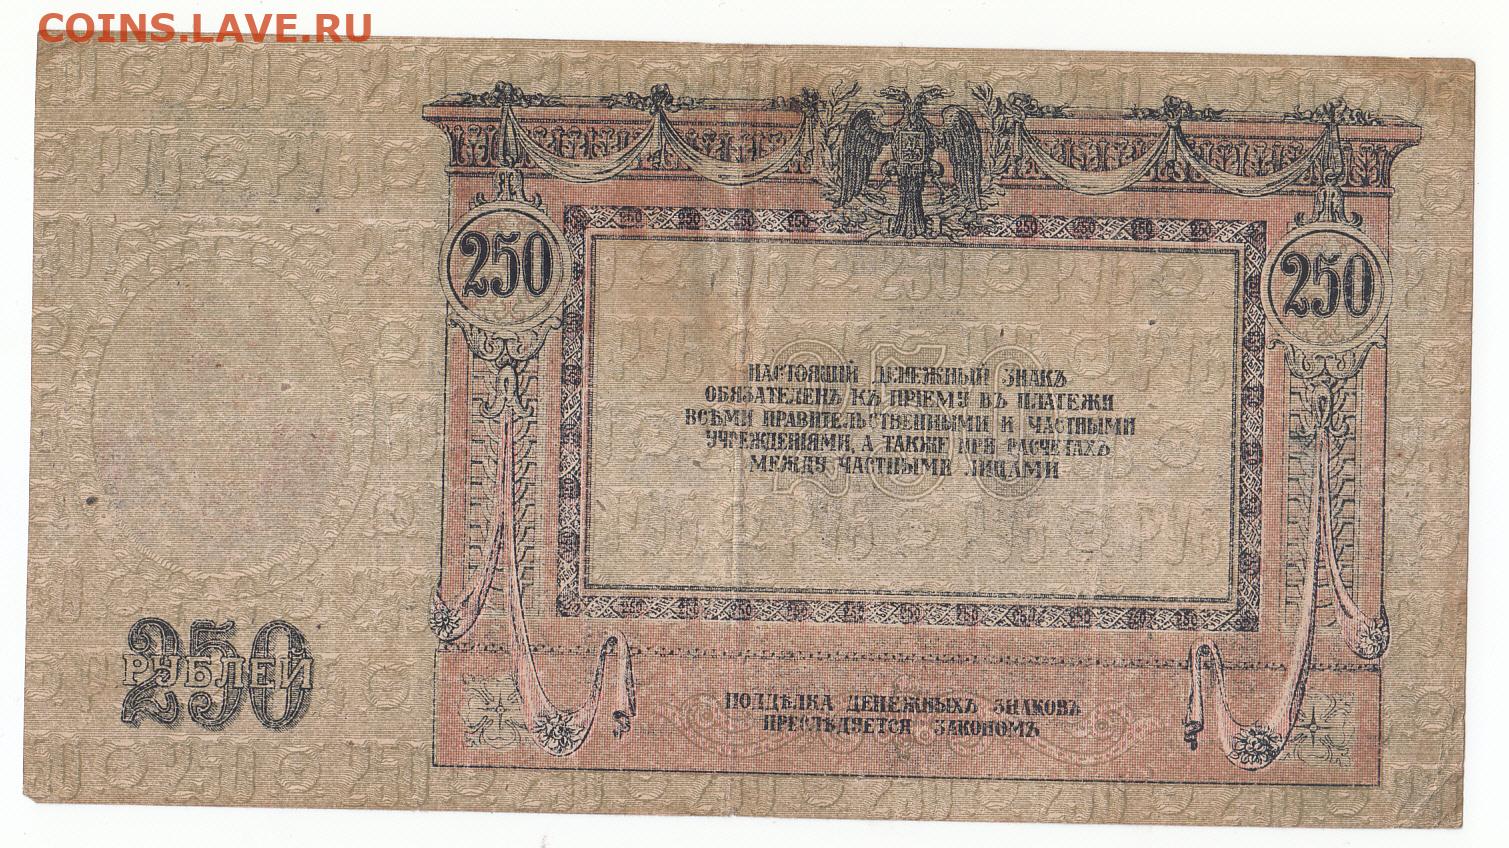 COINS.LAVE.RU
250
250
250
НАСТОЯЩІЙ ДЕНЕЖНЫЙ ЗНАКЪ
ОБЯЗАТЕЛЕНЪ КЪ ПРІЕМУ ВЪ ПЛАТЕЖИ
ВСѢМИ ПРАВИТЕЛЬСТВЕННЫМИ И ЧАСТНЫМИ
УЧРЕЖДЕНІЯМИ, А ТАКЖЕ ПРИ РАСЧЕТАХЪ
МЕЖДУ ЧАСТНЫМИ ЛИЦАМИ
250
РУБЛЕЙ
ПОДДѢЛКА ДЕНЕЖНЫХЪ ЗНАКОВЪ
ПРЕСЛѢДУЕТСЯ ЗАКОНОМЪ